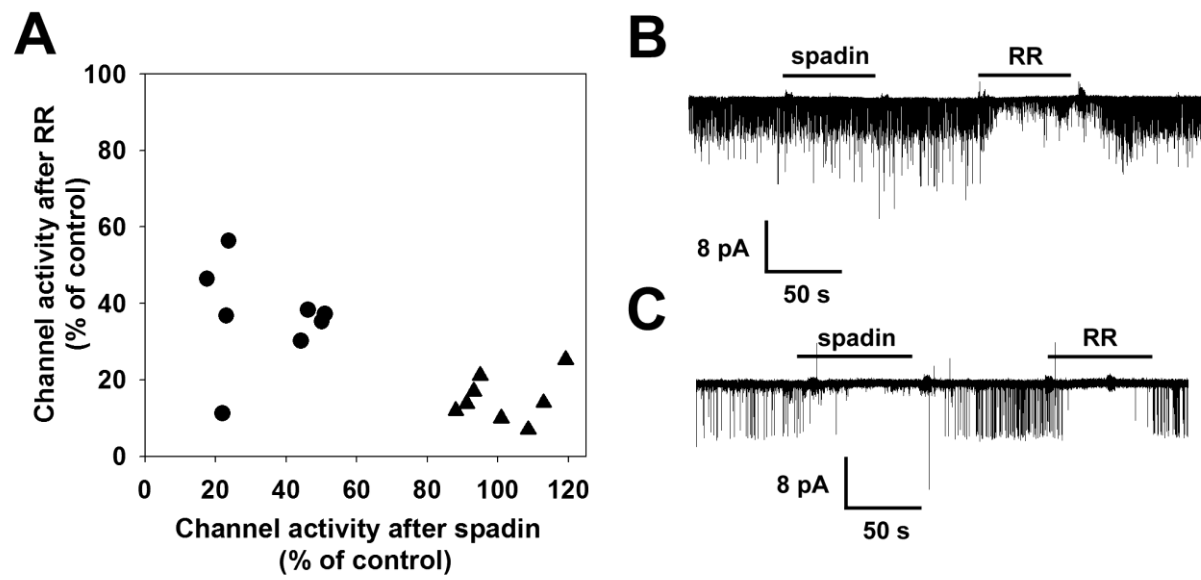 A
Channel activity after RR
(% of control)
100
80
60
40
20
0
0 20 40 60 80 100 120
Channel activity after spadin
(% of control)
B
spadin RR
8 pA
50 s
C
spadin RR
8 pA
50 s